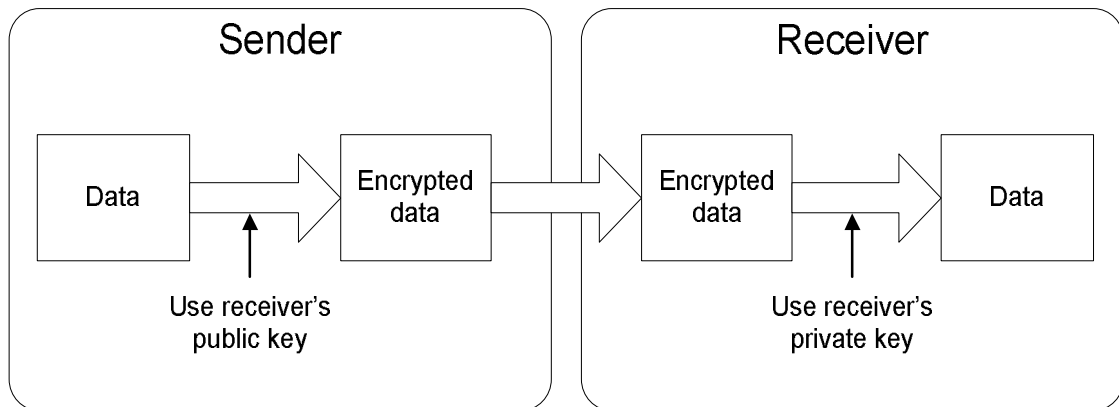 Sender
Data
Encrypted
data
Use receiver's
public key
Receiver
Encrypted
data
Data
Use receiver's
private key